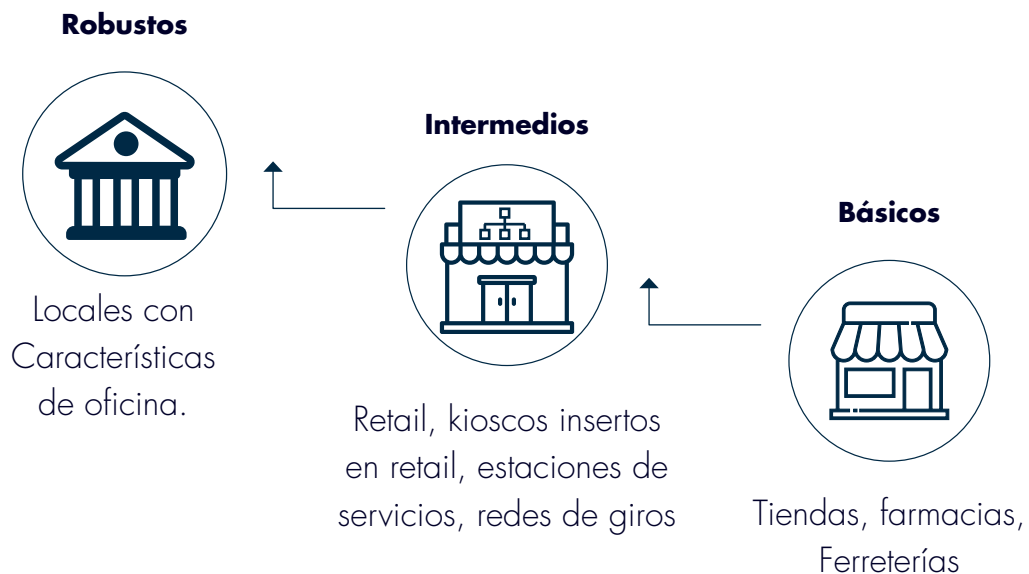 Robustos
Locales con
Características
de oficina.
Intermedios
Retail, kioscos insertos
en retail, estaciones de
servicios, redes de giros
Básicos
Tiendas, farmacias,
Ferreterías